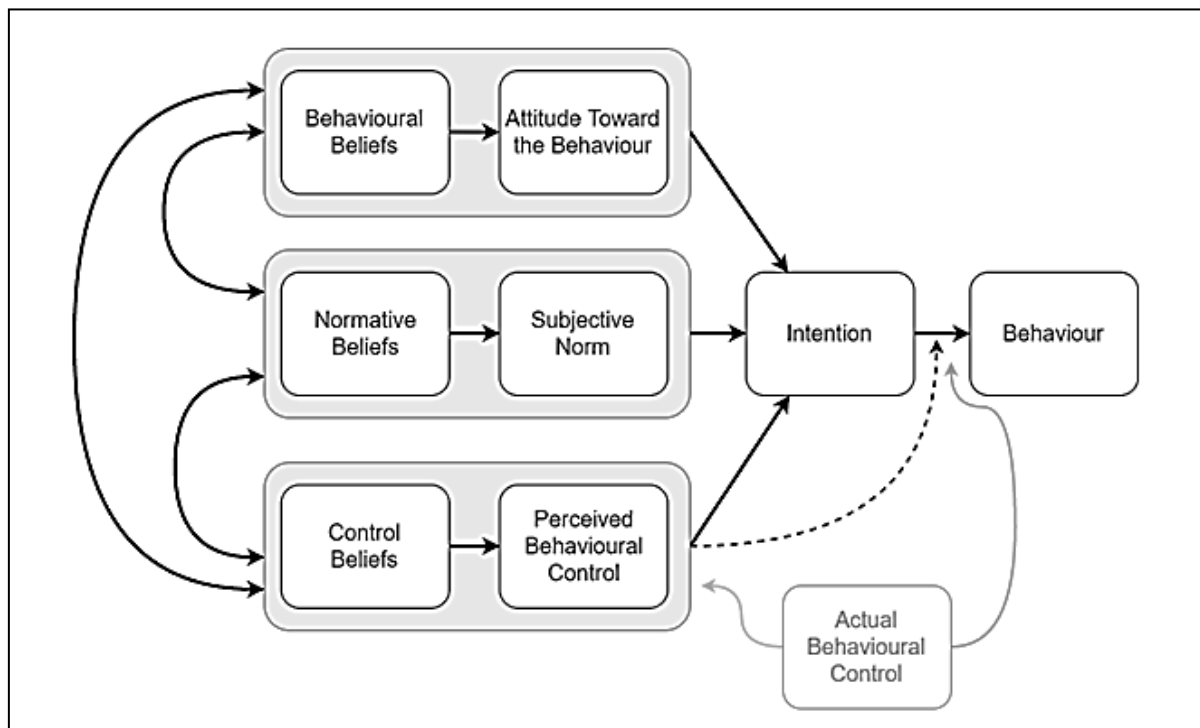 Behavioural
Beliefs
Attitude Toward
the Behaviour
Normative
Beliefs
Subjective
Norm
Intention
Behaviour
Control
Beliefs
Perceived
Behavioural
Control
Actual
Behavioural
Control